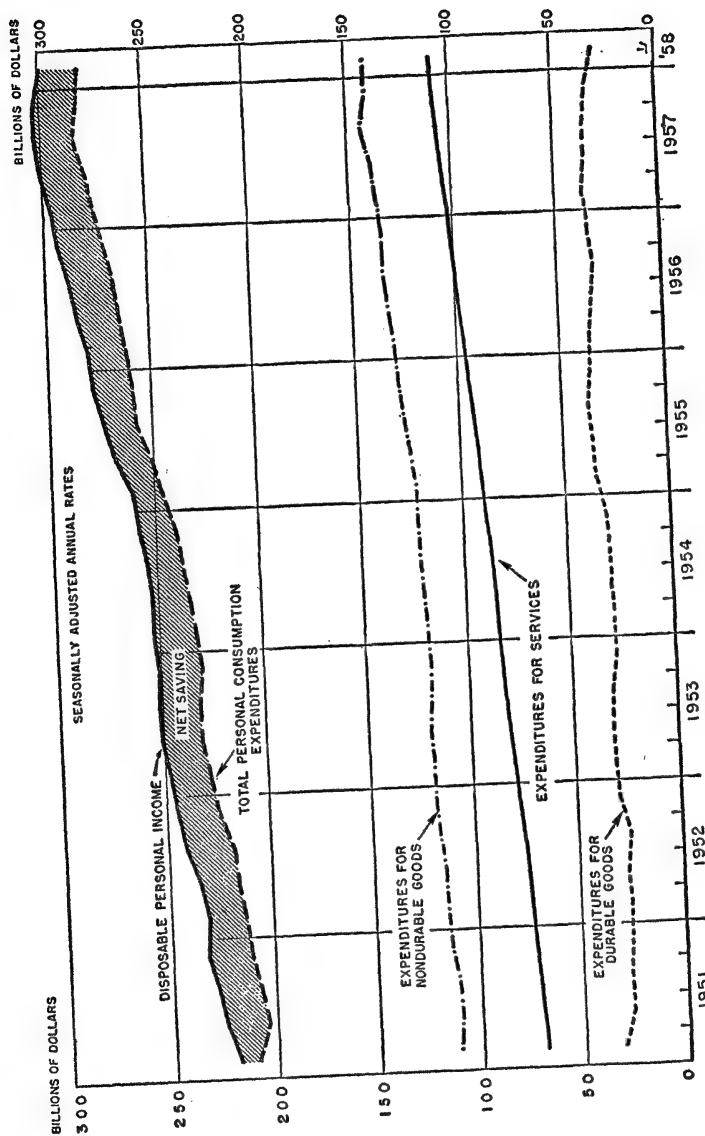 SEASONALLY ADJUSTED ANNUAL RATES
BILLIONS OF DOLLARS
BILLIONS OF DOLLARS
300
250
200
150
100
50
0
300
250
200
150
100
50
0
DISPOSABLE PERSONAL INCOME
NET SAVING
TOTAL PERSONAL CONSUMPTION
EXPENDITURES
EXPENDITURES FOR
NONDURABLE GOODS
EXPENDITURES FOR SERVICES
EXPENDITURES FOR
DURABLE GOODS
1951
1952
1953
1954
1955
1956
1957
'58